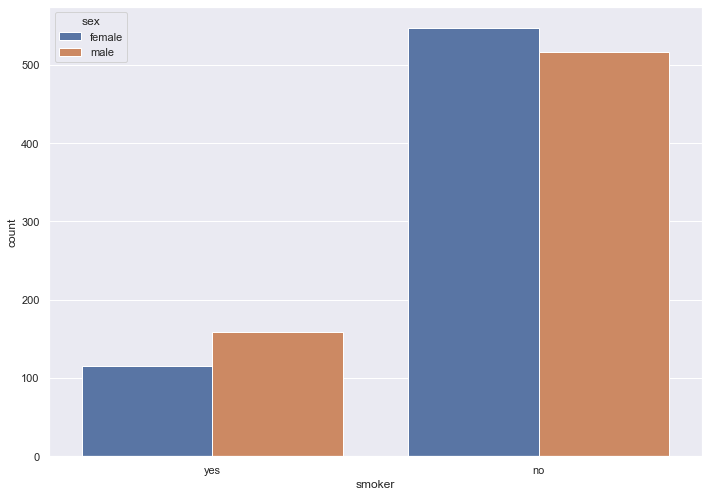 sex
female
male
500
400
300
200
100
0
count
yes
no
smoker